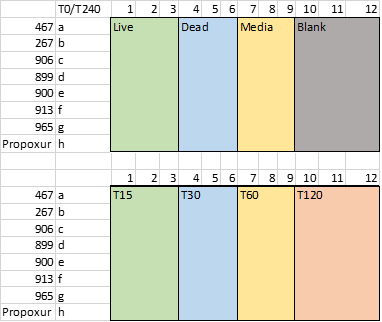 T0/T240 1 2 3 4 5 6 7 8 9 10 11 12
467 a Live Dead Media Blank
267 b
906 c
899 d
900 e
913 f
965 g
Propoxur h
1 2 3 4 5 6 7 8 9 10 11 12
467 a T15 T30 T60 T120
267 b
906 c
899 d
900 e
913 f
965 g
Propoxur h